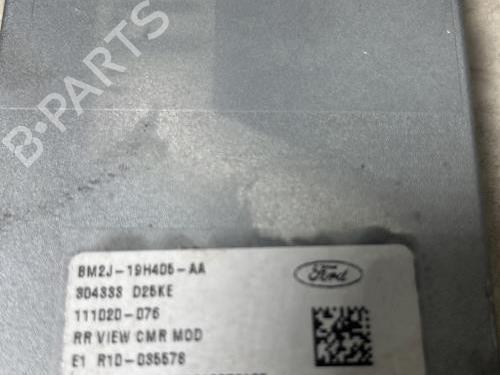 B-PARTS
BM2J-19H405-AA
Ford
304333 D25KE
111020-076
RR VIEW CMR MOD
E1 R10-035578